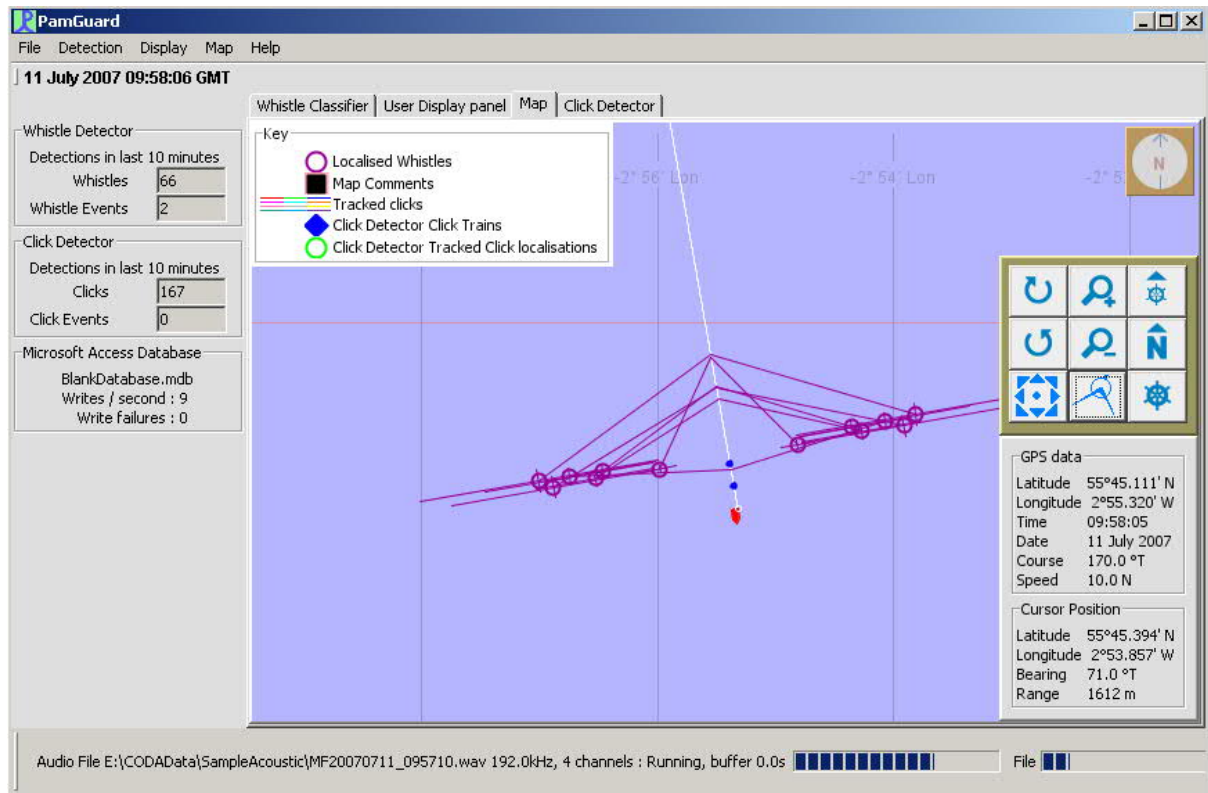 PamGuard
File Detection Display Map Help
11 July 2007 09:58:06 GMT
Whistle Classifier User Display panel Map Click Detector
Whistle Detector
Detections in last 10 minutes
Whistles 66
Whistle Events 2
Click Detector
Detections in last 10 minutes
Clicks 167
Click Events 0
Microsoft Access Database
BlankDatabase.mdb
Writes / second : 9
Write failures : 0
Key
Localised Whistles
Map Comments
Tracked clicks
Click Detector Click Trains
Click Detector Tracked Click localisations
-2° 56' Lon
-2° 54' Lon
N
N
GPS data
Latitude 55°45.111' N
Longitude 2°55.320' W
Time 09:58:05
Date 11 July 2007
Course 170.0 °T
Speed 10.0 N
Cursor Position
Latitude 55°45.394' N
Longitude 2°53.857' W
Bearing 71.0 °T
Range 1612 m
Audio File E:\CODAData\SampleAcoustic\MF20070711_095710.wav 192.0kHz, 4 channels : Running, buffer 0.0s
File